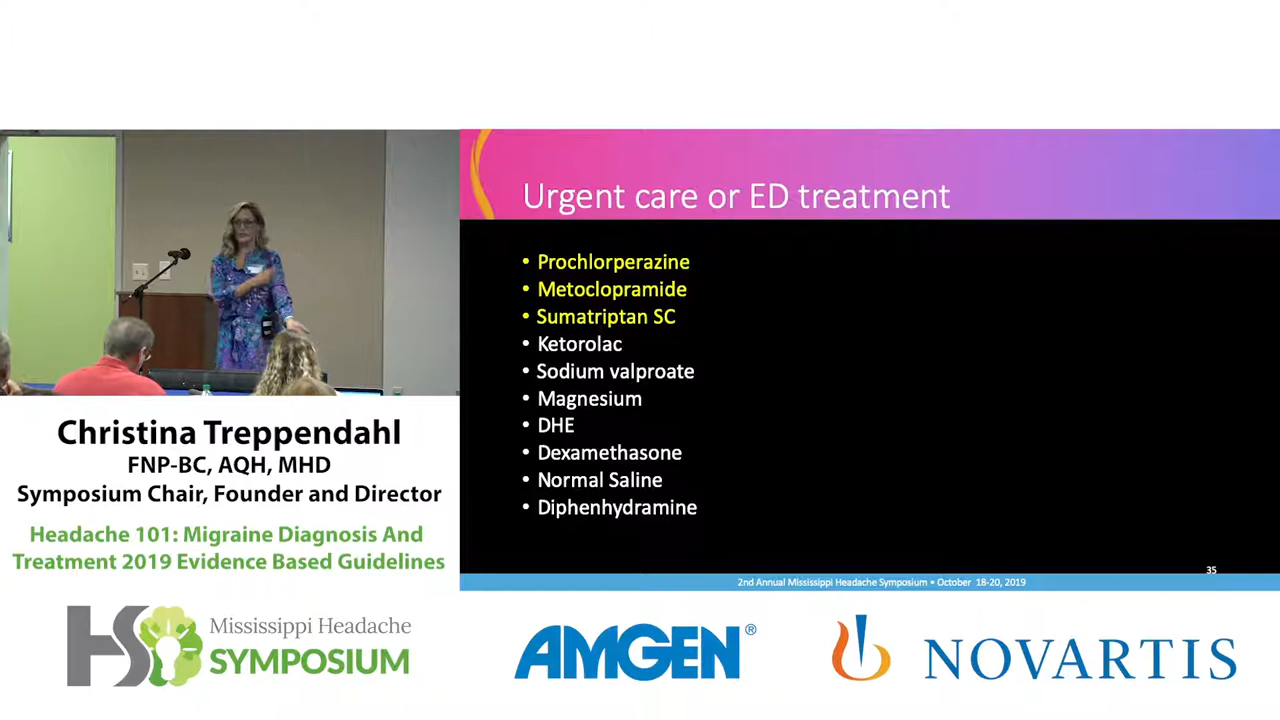 Urgent care or ED treatment
• Prochlorperazine
• Metoclopramide
• Sumatriptan SC
• Ketorolac
• Sodium valproate
• Magnesium
• DHE
• Dexamethasone
• Normal Saline
• Diphenhydramine
35
2nd Annual Mississippi Headache Symposium • October 18-20, 2019
Christina Treppendahl
FNP-BC, AQH, MHD
Symposium Chair, Founder and Director
Headache 101: Migraine Diagnosis And
Treatment 2019 Evidence Based Guidelines
HS
Mississippi Headache
SYMPOSIUM
AMGEN®
NOVARTIS